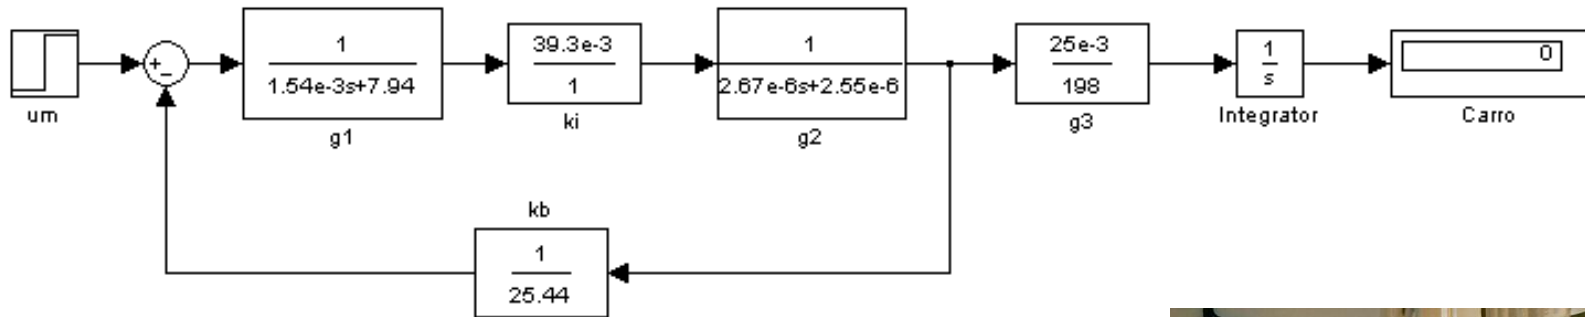 um
+
-
1
1.54e-3s+7.94
g1
39.3e-3
1
ki
1
2.67e-6s+2.55e-6
g2
25e-3
198
g3
1
s
Integrator
0
Carro
kb
1
25.44